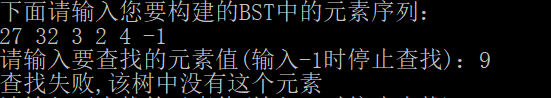 下面请输入您要构建的BST中的元素序列：
27 32 3 2 4 -1
请输入要查找的元素值(输入-1时停止查找)：9
查找失败,该树中没有这个元素